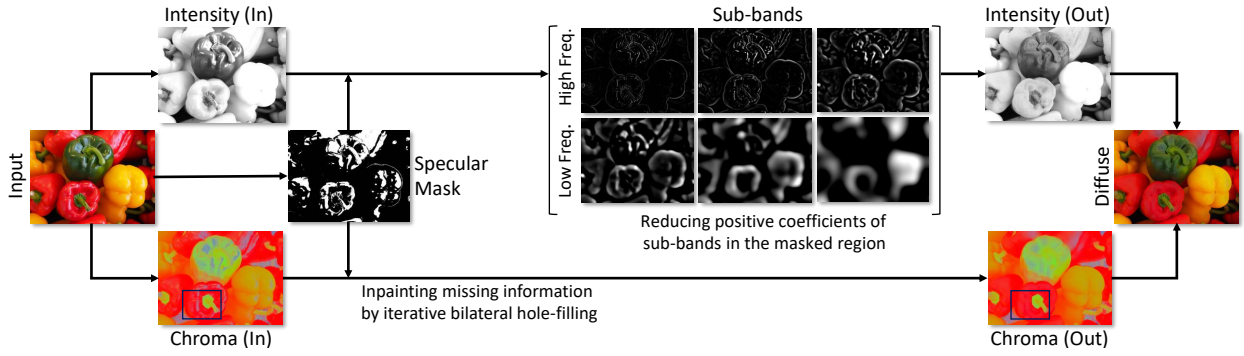 Intensity (In)
Sub-bands
Intensity (Out)
High Freq.
Low Freq.
Input
Specular
Mask
Diffuse
Reducing positive coefficients of
sub-bands in the masked region
Inpainting missing information
by iterative bilateral hole-filling
Chroma (In)
Chroma (Out)